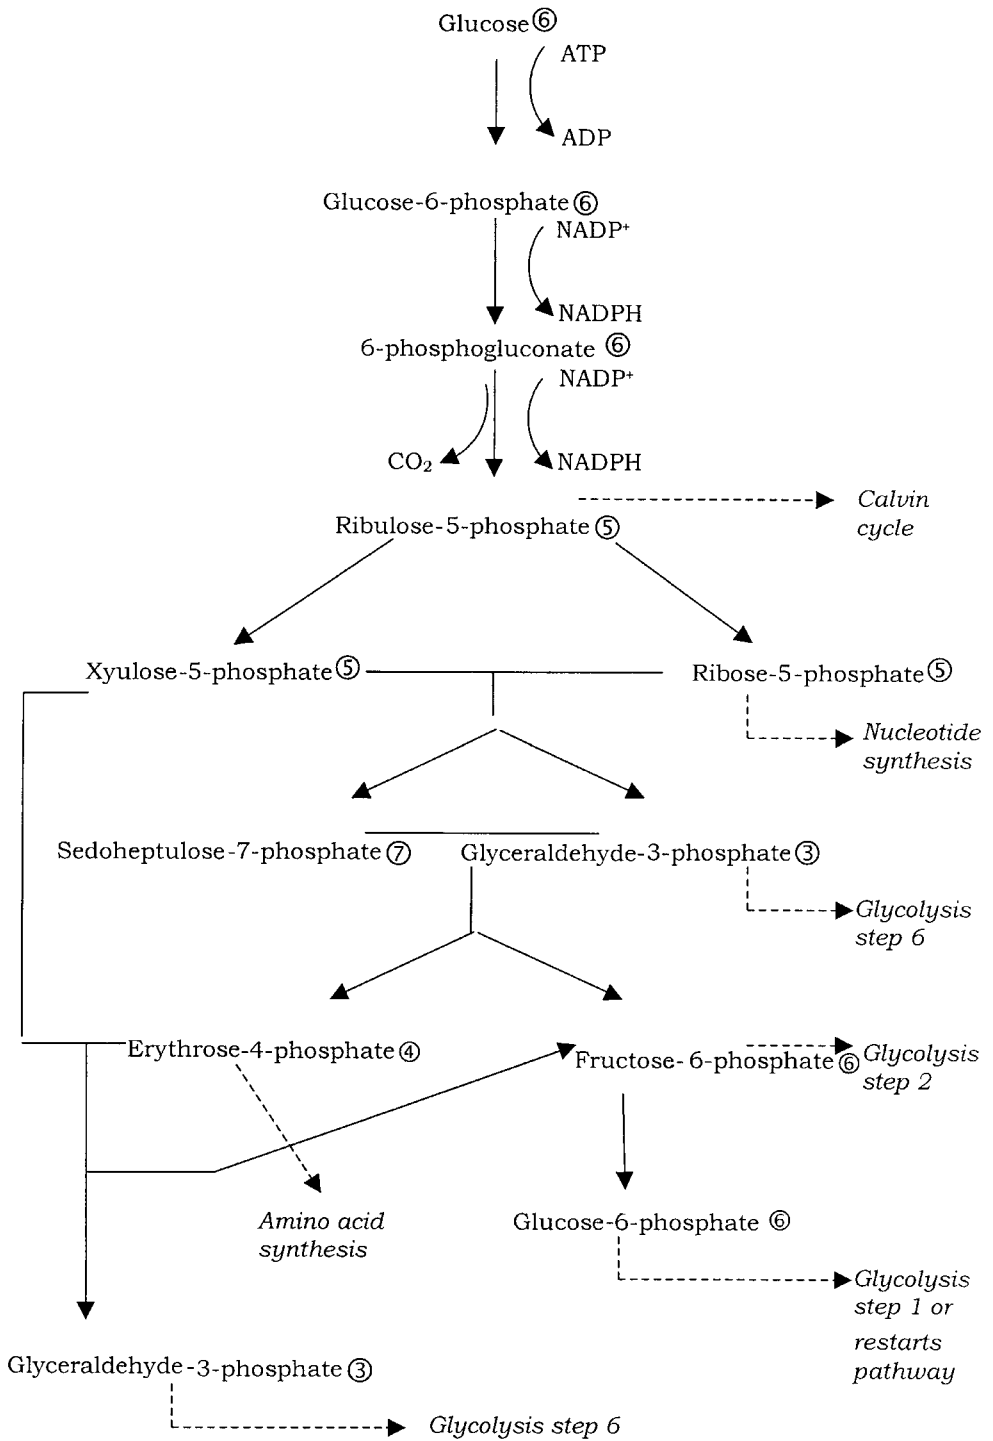 Glucose ⑥
ATP
ADP
Glucose-6-phosphate ⑥
NADP⁺
NADPH
6-phosphogluconate ⑥
NADP⁺
CO₂
NADPH
Calvin
cycle
Ribulose-5-phosphate ⑤
Xyulose-5-phosphate ⑤
Ribose-5-phosphate ⑤
Nucleotide
synthesis
Sedoheptulose-7-phosphate ⑦
Glyceraldehyde-3-phosphate ③
Glycolysis
step 6
Erythrose-4-phosphate ④
Fructose-6-phosphate ⑥
Glycolysis
step 2
Amino acid
synthesis
Glucose-6-phosphate ⑥
Glycolysis
step 1 or
restarts
pathway
Glyceraldehyde-3-phosphate ③
Glycolysis step 6